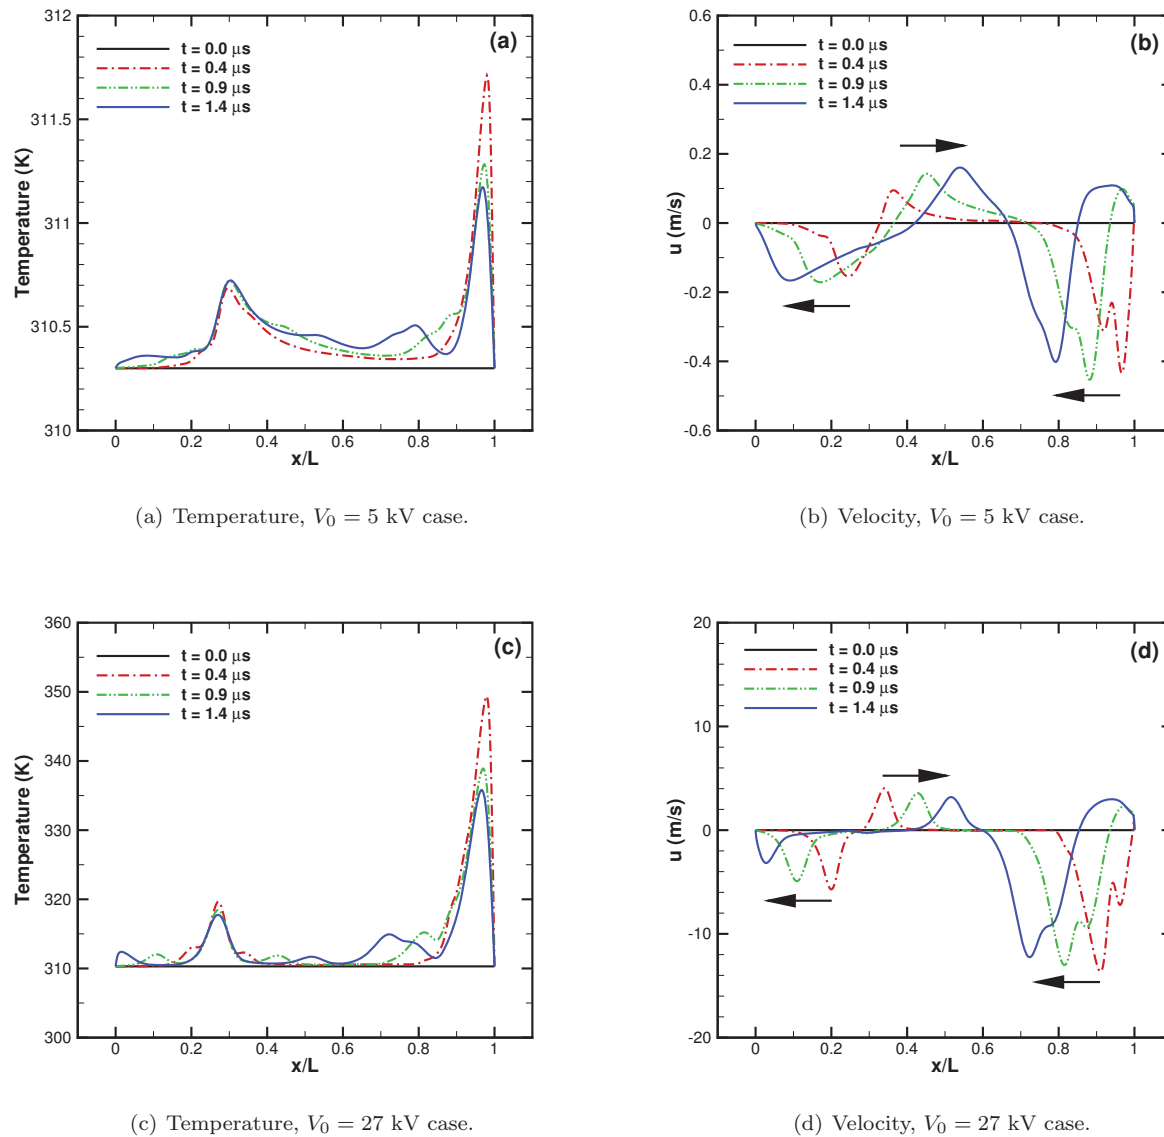 312
311.5
311
310.5
310
Temperature (K)
0 0.2 0.4 0.6 0.8 1
x/L
t = 0.0 μs
t = 0.4 μs
t = 0.9 μs
t = 1.4 μs
(a)
0.6
0.4
0.2
0
-0.2
-0.4
-0.6
u (m/s)
0 0.2 0.4 0.6 0.8 1
x/L
t = 0.0 μs
t = 0.4 μs
t = 0.9 μs
t = 1.4 μs
(b)
(a) Temperature, V₀ = 5 kV case.
(b) Velocity, V₀ = 5 kV case.
360
350
340
330
320
310
300
Temperature (K)
0 0.2 0.4 0.6 0.8 1
x/L
t = 0.0 μs
t = 0.4 μs
t = 0.9 μs
t = 1.4 μs
(c)
20
10
0
-10
-20
u (m/s)
0 0.2 0.4 0.6 0.8 1
x/L
t = 0.0 μs
t = 0.4 μs
t = 0.9 μs
t = 1.4 μs
(d)
(c) Temperature, V₀ = 27 kV case.
(d) Velocity, V₀ = 27 kV case.